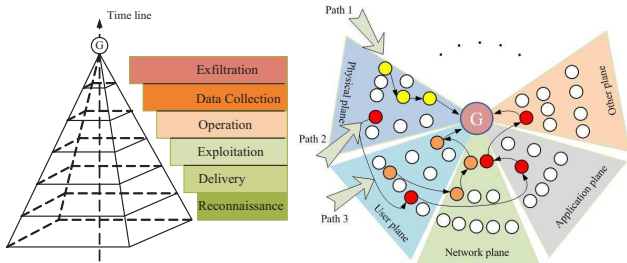 Time line
G
Exfiltration
Data Collection
Operation
Exploitation
Delivery
Reconnaissance
Path 1
Path 2
Path 3
Physical plane
User plane
Network plane
Application plane
Other plane
G